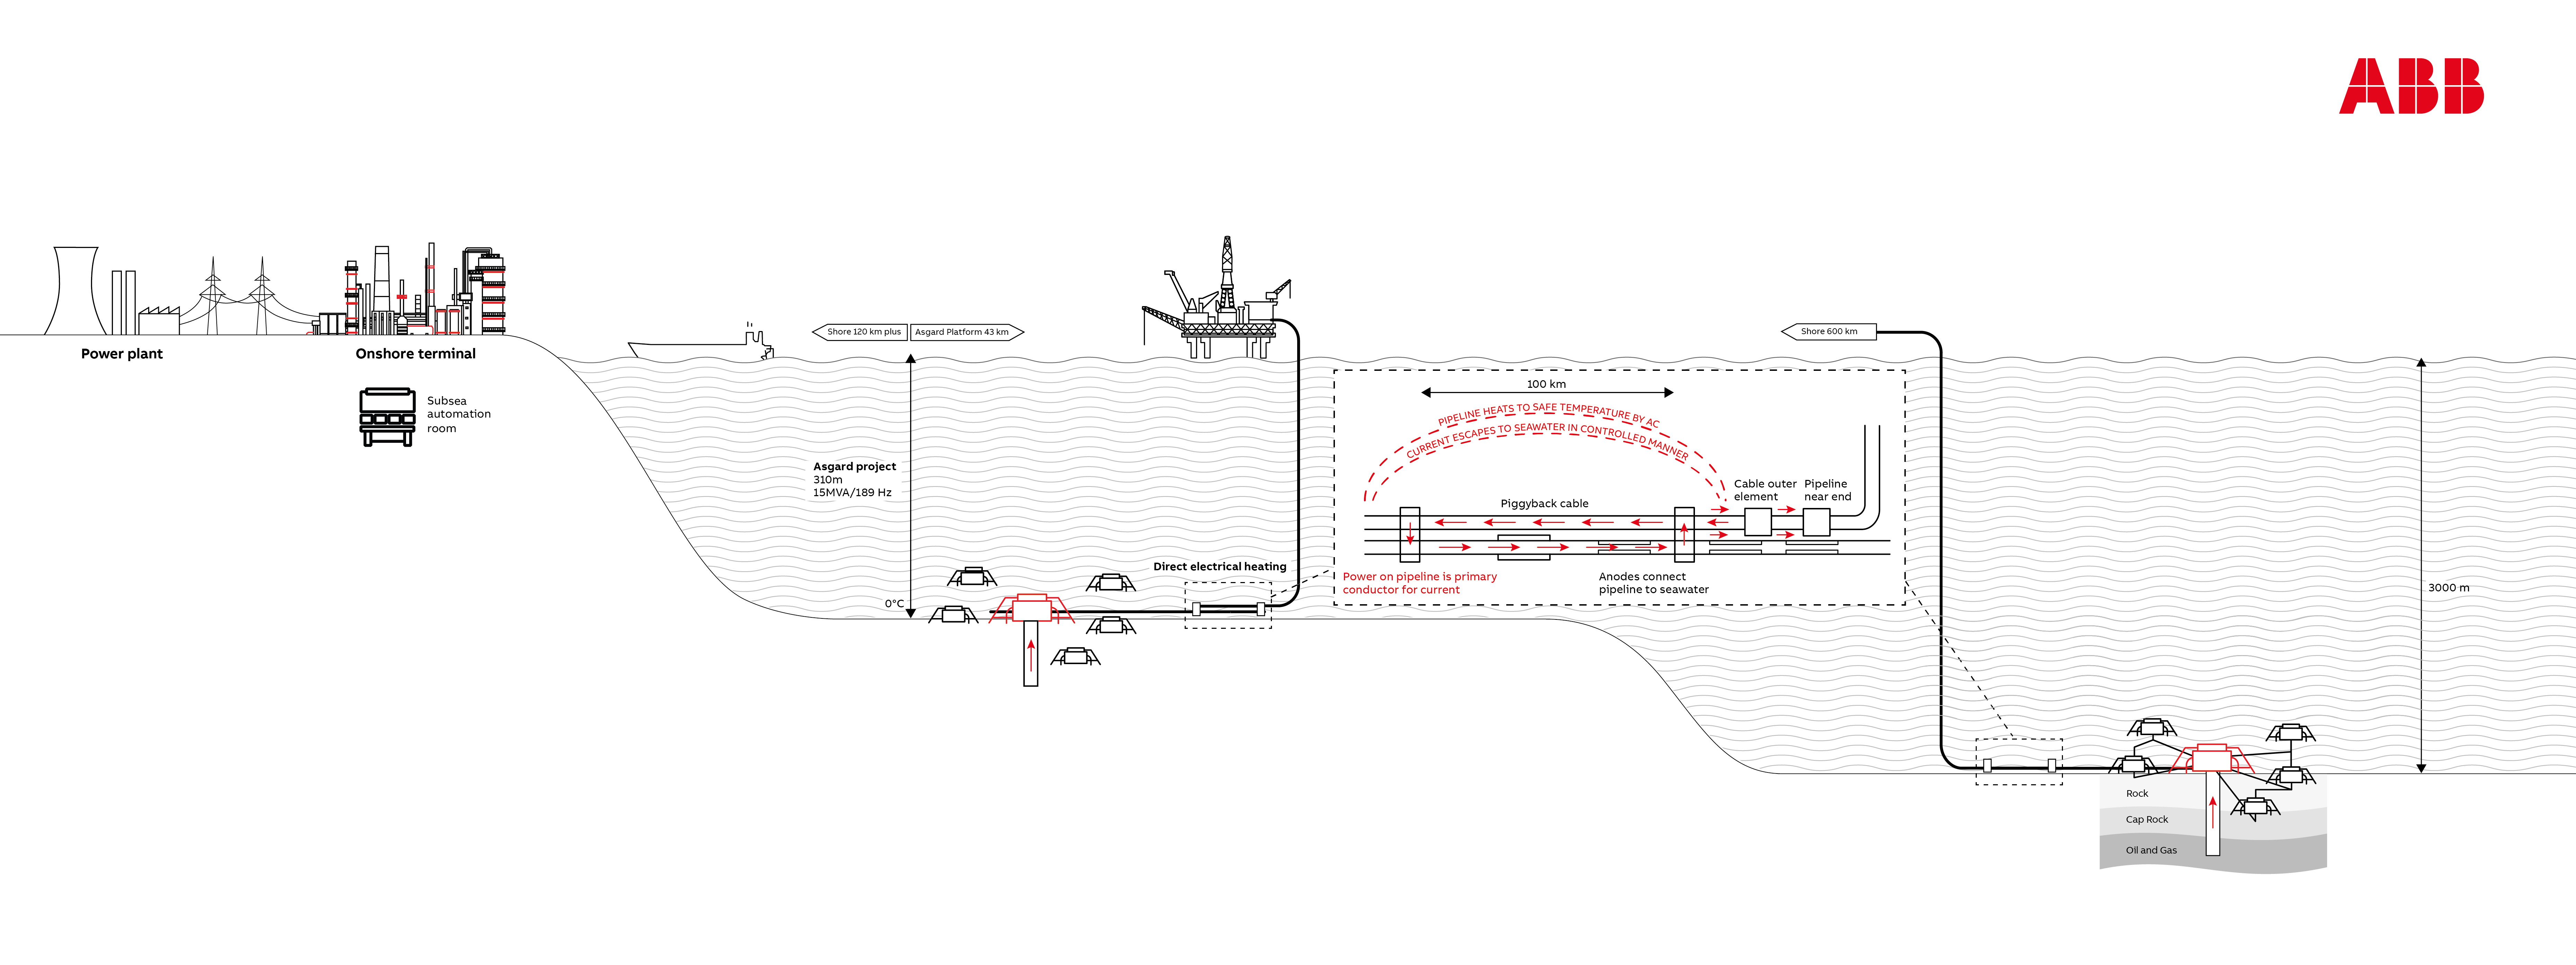 ABB
Power plant
Onshore terminal
Subsea
automation
room
Shore 120 km plus
Asgard Platform 43 km
Shore 600 km
Asgard project
310m
15MVA/189 Hz
0°C
Direct electrical heating
100 km
PIPELINE HEATS TO SAFE TEMPERATURE BY AC
CURRENT ESCAPES TO SEAWATER IN CONTROLLED MANNER
Piggyback cable
Cable outer
element
Pipeline
near end
Power on pipeline is primary
conductor for current
Anodes connect
pipeline to seawater
3000 m
Rock
Cap Rock
Oil and Gas